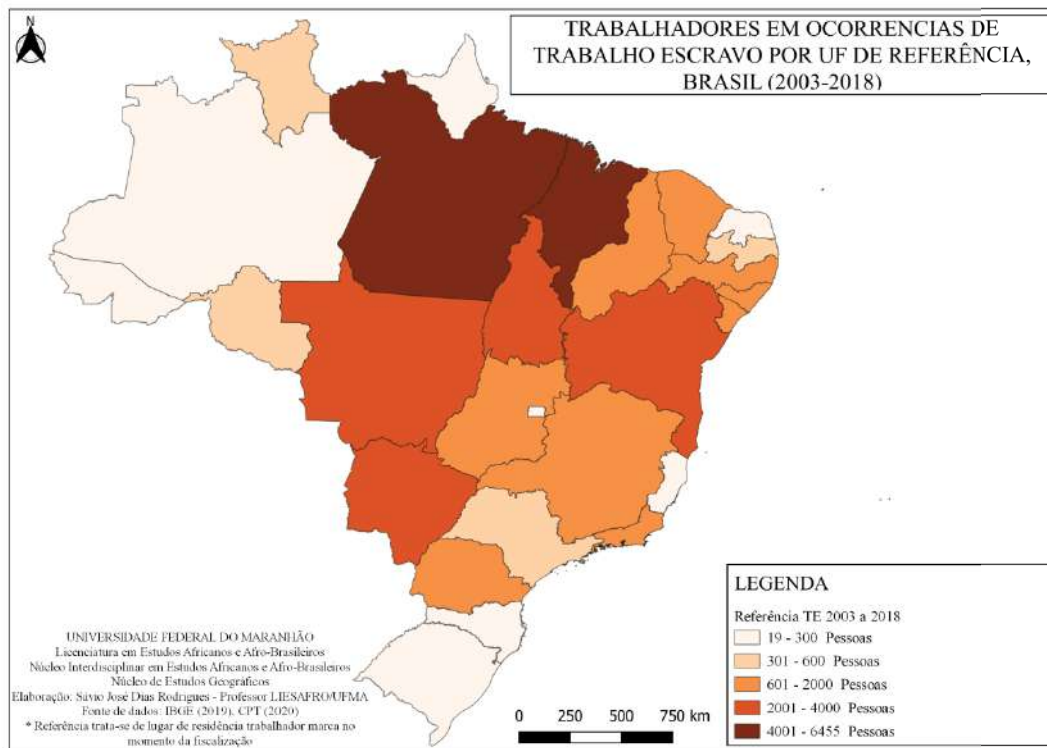 N
TRABALHADORES EM OCORRENCIAS DE
TRABALHO ESCRAVO POR UF DE REFERÊNCIA,
BRASIL (2003-2018)
LEGENDA
Referência TE 2003 a 2018
19 - 300 Pessoas
301 - 600 Pessoas
601 - 2000 Pessoas
2001 - 4000 Pessoas
4001 - 6455 Pessoas
UNIVERSIDADE FEDERAL DO MARANHÃO
Licenciatura em Estudos Africanos e Afro-Brasileiros
Núcleo Interdisciplinar em Estudos Africanos e Afro-Brasileiros
Núcleo de Estudos Geográficos
Elaboração: Sávio José Dias Rodrigues - Professor LIESAFRO/UFMA
Fonte de dados: IBGE (2019), CPT (2020)
* Referência trata-se de lugar de residência trabalhador marca no
momento da fiscalização
0 250 500 750 km